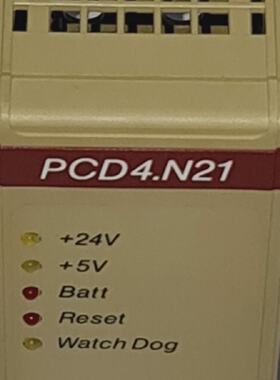 PCD4.N21
+24V
+5V
Batt
Reset
Watch Dog